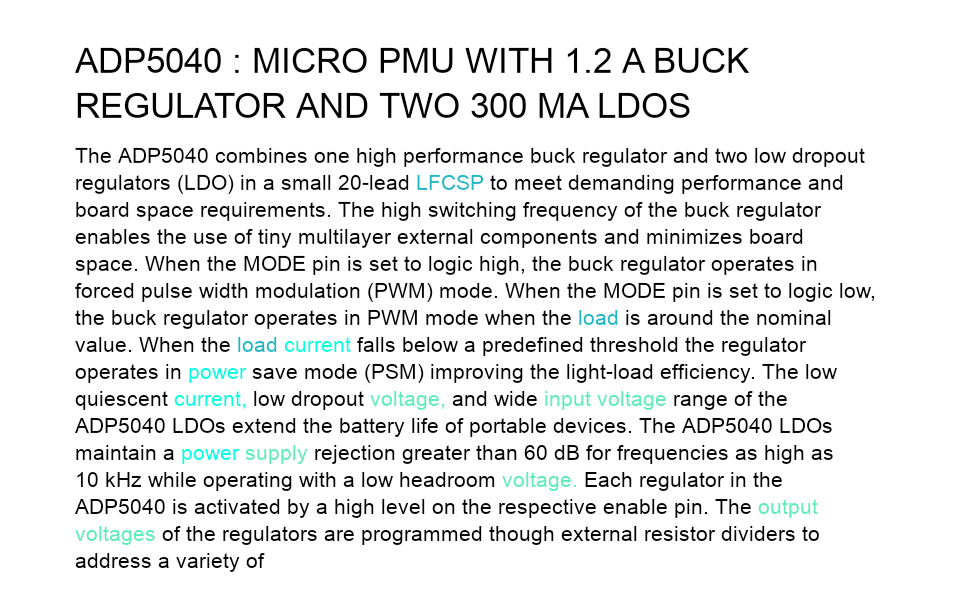 ADP5040 : MICRO PMU WITH 1.2 A BUCK
REGULATOR AND TWO 300 MA LDOS
The ADP5040 combines one high performance buck regulator and two low dropout
regulators (LDO) in a small 20-lead LFCSP to meet demanding performance and
board space requirements. The high switching frequency of the buck regulator
enables the use of tiny multilayer external components and minimizes board
space. When the MODE pin is set to logic high, the buck regulator operates in
forced pulse width modulation (PWM) mode. When the MODE pin is set to logic low,
the buck regulator operates in PWM mode when the load is around the nominal
value. When the load current falls below a predefined threshold the regulator
operates in power save mode (PSM) improving the light-load efficiency. The low
quiescent current, low dropout voltage, and wide input voltage range of the
ADP5040 LDOs extend the battery life of portable devices. The ADP5040 LDOs
maintain a power supply rejection greater than 60 dB for frequencies as high as
10 kHz while operating with a low headroom voltage. Each regulator in the
ADP5040 is activated by a high level on the respective enable pin. The output
voltages of the regulators are programmed though external resistor dividers to
address a variety of